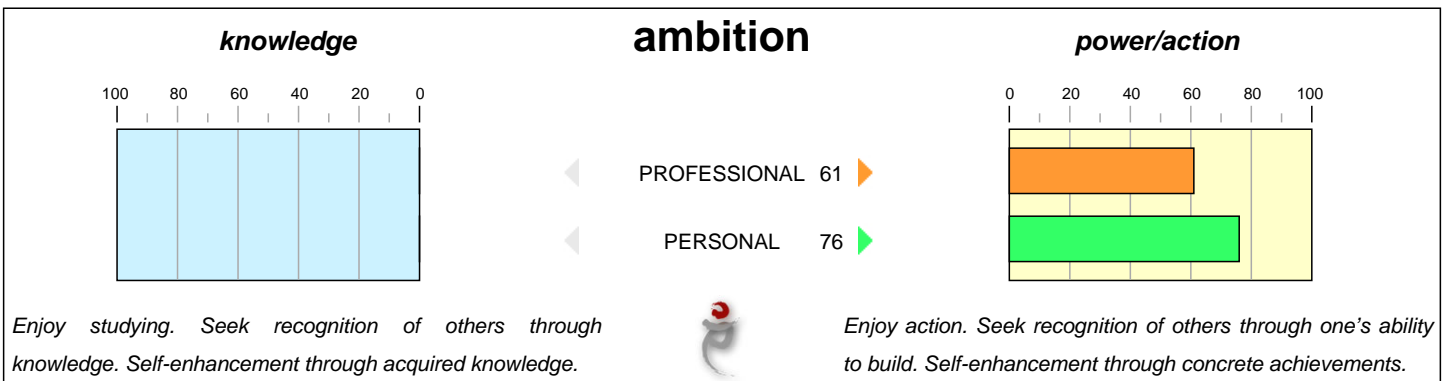 knowledge
ambition
power/action
100 80 60 40 20 0
0 20 40 60 80 100
PROFESSIONAL 61
PERSONAL 76
Enjoy studying. Seek recognition of others through
knowledge. Self-enhancement through acquired knowledge.
Enjoy action. Seek recognition of others through one’s ability
to build. Self-enhancement through concrete achievements.